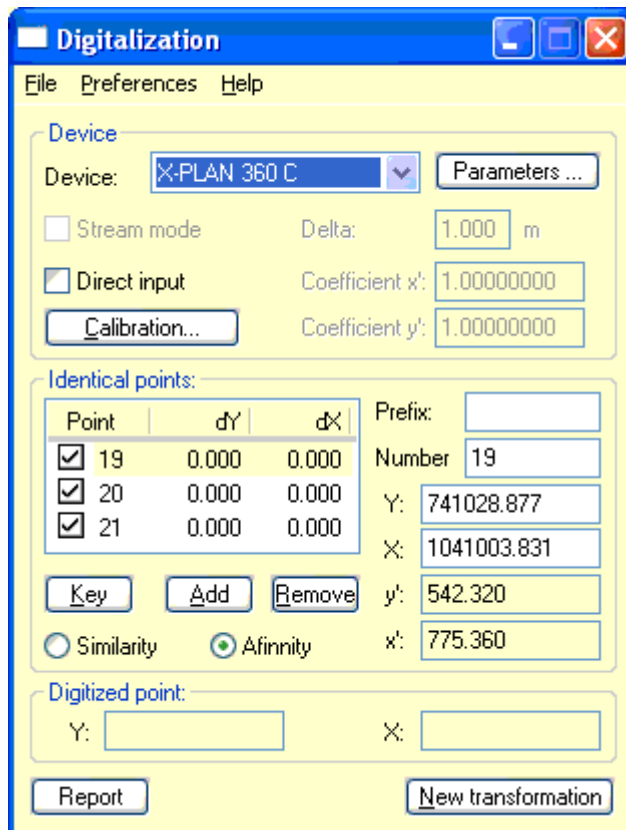 Digitalization
File Preferences Help
Device
Device: X-PLAN 360 C Parameters ...
Stream mode Delta: 1.000 m
Direct input Coefficient x': 1.00000000
Calibration... Coefficient y': 1.00000000
Identical points:
Point dY dX Prefix:
19 0.000 0.000 Number 19
20 0.000 0.000 Y: 741028.877
21 0.000 0.000 X: 1041003.831
Key Add Remove y': 542.320
Similarity Afinnity x': 775.360
Digitized point:
Y: X:
Report New transformation